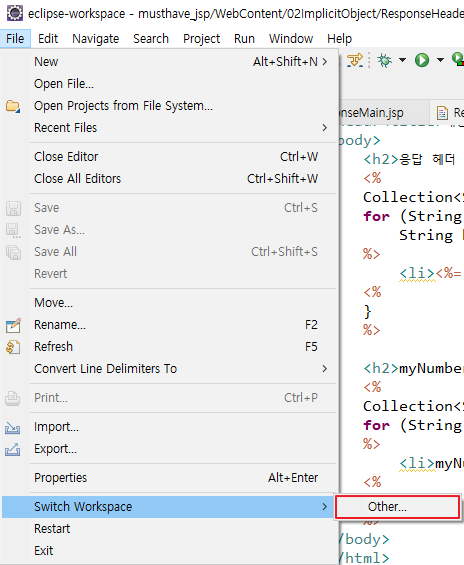 eclipse-workspace - musthave_jsp/WebContent/02ImplicitObject/ResponseHeade
File Edit Navigate Search Project Run Window Help
New Alt+Shift+N >
Open File...
Open Projects from File System...
Recent Files >
Close Editor Ctrl+W
Close All Editors Ctrl+Shift+W
Save Ctrl+S
Save As...
Save All Ctrl+Shift+S
Revert
Move...
Rename... F2
Refresh F5
Convert Line Delimiters To >
Print... Ctrl+P
Import...
Export...
Properties Alt+Enter
Switch Workspace >
Other...
Restart
Exit
onseMain.jsp
Re
body>
<h2>응답 헤더
<%
Collection<S
for (String
String
%>
<li><%=
<%
}
%>
<h2>myNumber
<%
Collection<S
for (String
%>
<li>myNu
<%
%>
/body>
/html>